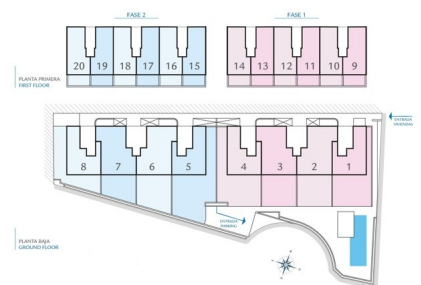 FASE 2
FASE 1
20 19 18 17 16 15
14 13 12 11 10 9
PLANTA PRIMERA
FIRST FLOOR
ENTRADA
8 7 6 5 4 3 2 1
ENTRADA
PARKING
PLANTA BAJA
GROUND FLOOR